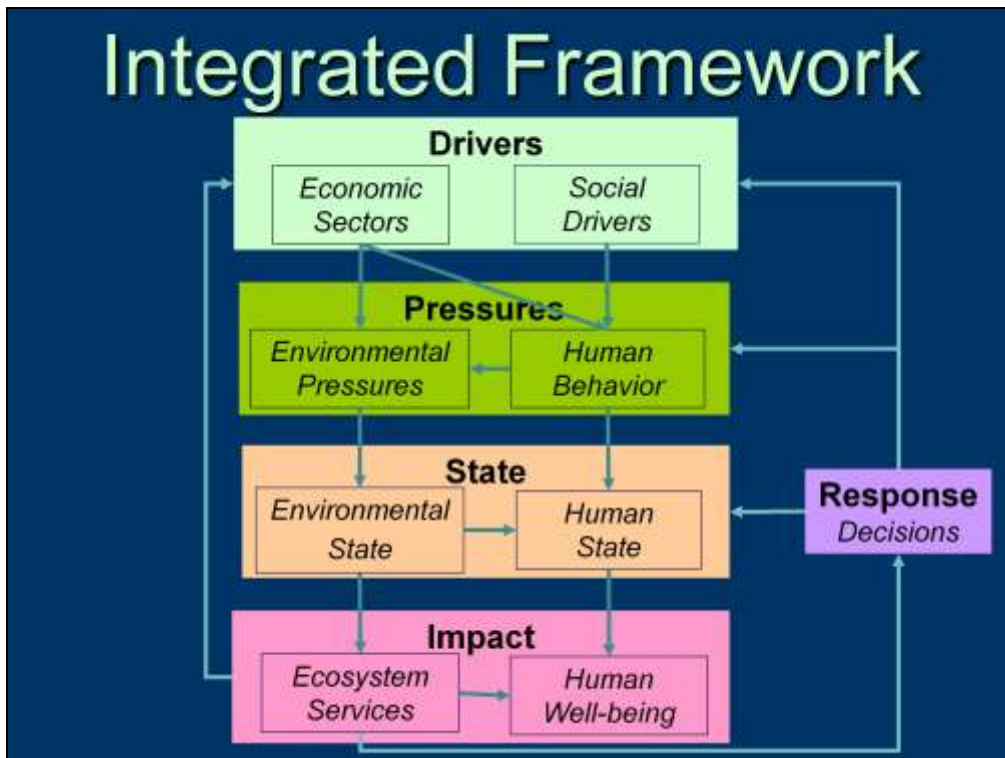 Integrated Framework
Drivers
Economic
Sectors
Social
Drivers
Pressures
Environmental
Pressures
Human
Behavior
State
Environmental
State
Human
State
Response
Decisions
Impact
Ecosystem
Services
Human
Well-being